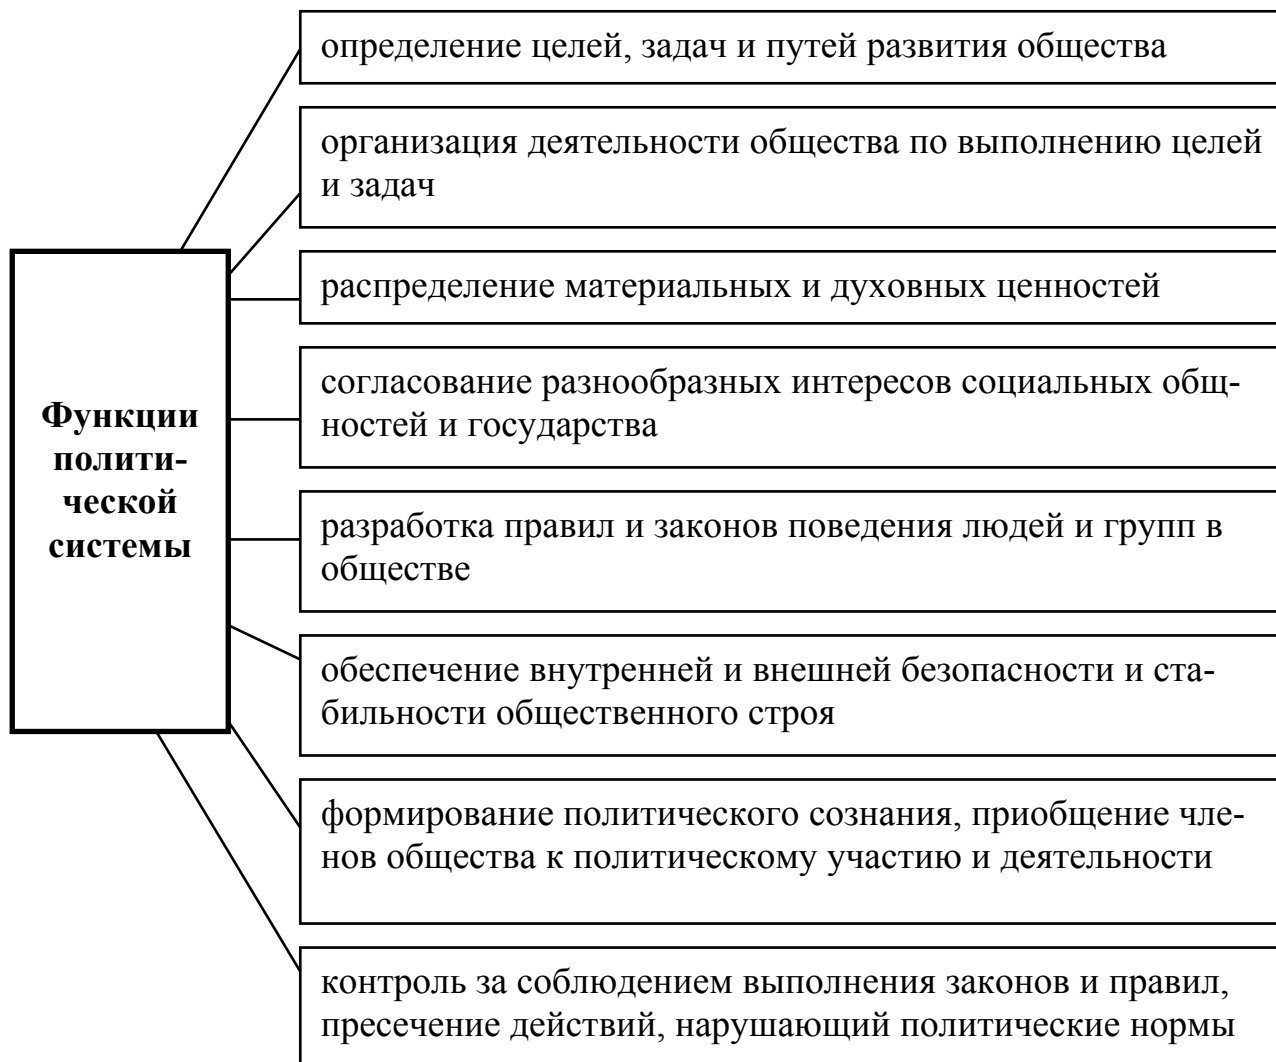 определение целей, задач и путей развития общества
организация деятельности общества по выполнению целей
и задач
распределение материальных и духовных ценностей
согласование разнообразных интересов социальных общ-
ностей и государства
Функции
полити-
ческой
системы
разработка правил и законов поведения людей и групп в
обществе
обеспечение внутренней и внешней безопасности и ста-
бильности общественного строя
формирование политического сознания, приобщение чле-
нов общества к политическому участию и деятельности
контроль за соблюдением выполнения законов и правил,
пресечение действий, нарушающий политические нормы